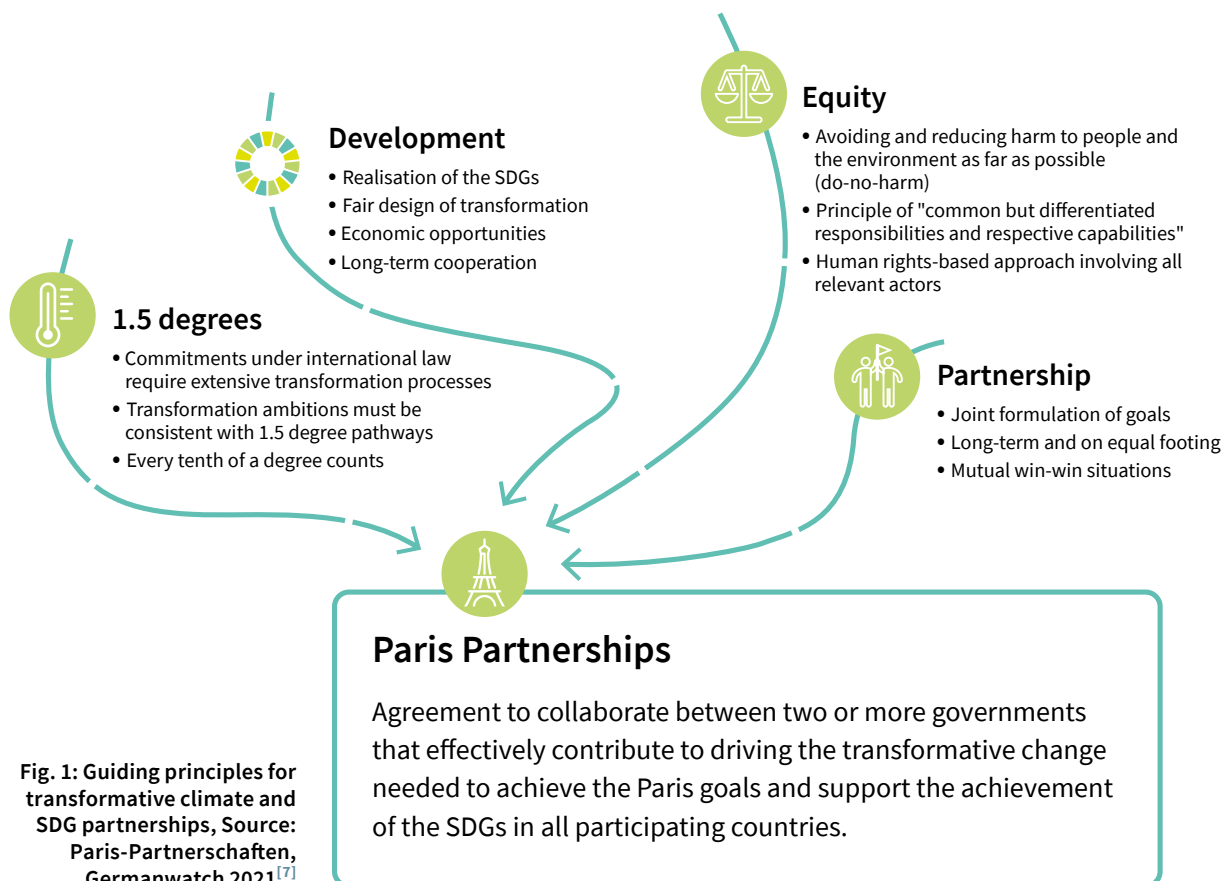 Equity
• Avoiding and reducing harm to people and
the environment as far as possible
(do-no-harm)
• Principle of "common but differentiated
responsibilities and respective capabilities"
• Human rights-based approach involving all
relevant actors
Development
• Realisation of the SDGs
• Fair design of transformation
• Economic opportunities
• Long-term cooperation
1.5 degrees
• Commitments under international law
require extensive transformation processes
• Transformation ambitions must be
consistent with 1.5 degree pathways
• Every tenth of a degree counts
Partnership
• Joint formulation of goals
• Long-term and on equal footing
• Mutual win-win situations
Paris Partnerships
Agreement to collaborate between two or more governments
that effectively contribute to driving the transformative change
needed to achieve the Paris goals and support the achievement
of the SDGs in all participating countries.
Fig. 1: Guiding principles for
transformative climate and
SDG partnerships, Source:
Paris-Partnerschaften,
Germanwatch 2021[7]